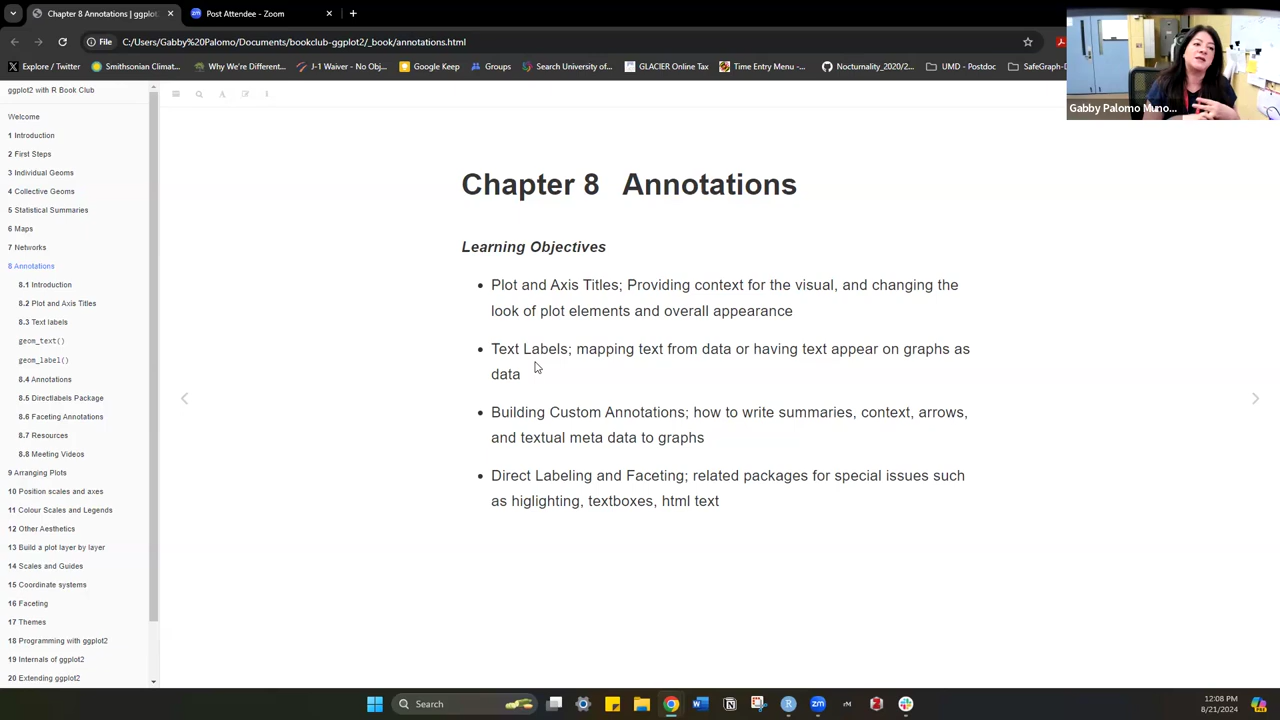 Chapter 8 Annotations | ggplot
Post Attendee - Zoom
File
C:/Users/Gabby%20Palomo/Documents/bookclub-ggplot2/_book/annotations.html
Explore / Twitter
Smithsonian Climat...
Why We're Different...
J-1 Waiver - No Obj...
Google Keep
Grants
The University of...
GLACIER Online Tax
Time Entry Menu -...
Nocturnality_2020/2...
UMD - Postdoc
SafeGraph-D
Gabby Palomo Muno...
ggplot2 with R Book Club
Welcome
1 Introduction
2 First Steps
3 Individual Geoms
4 Collective Geoms
5 Statistical Summaries
6 Maps
7 Networks
8 Annotations
8.1 Introduction
8.2 Plot and Axis Titles
8.3 Text labels
geom_text()
geom_label()
8.4 Annotations
8.5 Directlabels Package
8.6 Faceting Annotations
8.7 Resources
8.8 Meeting Videos
9 Arranging Plots
10 Position scales and axes
11 Colour Scales and Legends
12 Other Aesthetics
13 Build a plot layer by layer
14 Scales and Guides
15 Coordinate systems
16 Faceting
17 Themes
18 Programming with ggplot2
19 Internals of ggplot2
20 Extending ggplot2
Chapter 8 Annotations
Learning Objectives
• Plot and Axis Titles; Providing context for the visual, and changing the
look of plot elements and overall appearance
• Text Labels; mapping text from data or having text appear on graphs as
data
• Building Custom Annotations; how to write summaries, context, arrows,
and textual meta data to graphs
• Direct Labeling and Faceting; related packages for special issues such
as higlighting, textboxes, html text
Search
12:08 PM
8/21/2024